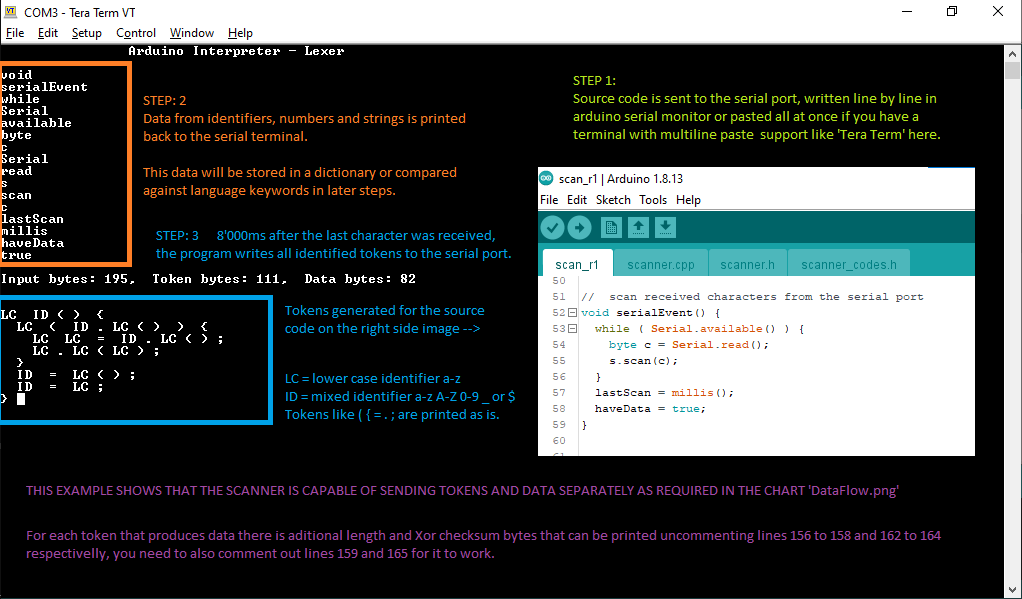 COM3 - Tera Term VT
File Edit Setup Control Window Help
Arduino Interpreter - Lexer
void
serialEvent
while
Serial
available
byte
c
Serial
read
s
scan
c
lastScan
millis
haveData
true
STEP: 2
Data from identifiers, numbers and strings is printed
back to the serial terminal.
This data will be stored in a dictionary or compared
against language keywords in later steps.
STEP 1:
Source code is sent to the serial port, written line by line in
arduino serial monitor or pasted all at once if you have a
terminal with multiline paste support like 'Tera Term' here.
STEP: 3 8'000ms after the last character was received,
the program writes all identified tokens to the serial port.
Input bytes: 195, Token bytes: 111, Data bytes: 82
LC ID ( ) {
LC ( ID . LC ( ) ) {
LC LC = ID . LC ( ) ;
LC . LC ( LC ) ;
}
ID = LC ( ) ;
ID = LC ;
}
Tokens generated for the source
code on the right side image -->
LC = lower case identifier a-z
ID = mixed identifier a-z A-Z 0-9 _ or $
Tokens like ( { = . ; are printed as is.
scan_r1 | Arduino 1.8.13
File Edit Sketch Tools Help
scan_r1 scanner.cpp scanner.h scanner_codes.h
50
51 // scan received characters from the serial port
52 void serialEvent() {
53 while ( Serial.available() ) {
54 byte c = Serial.read();
55 s.scan(c);
56 }
57 lastScan = millis();
58 haveData = true;
59 }
60
61
THIS EXAMPLE SHOWS THAT THE SCANNER IS CAPABLE OF SENDING TOKENS AND DATA SEPARATELY AS REQUIRED IN THE CHART 'DataFlow.png'
For each token that produces data there is aditional length and Xor checksum bytes that can be printed uncommenting lines 156 to 158 and 162 to 164
respectivelly, you need to also comment out lines 159 and 165 for it to work.